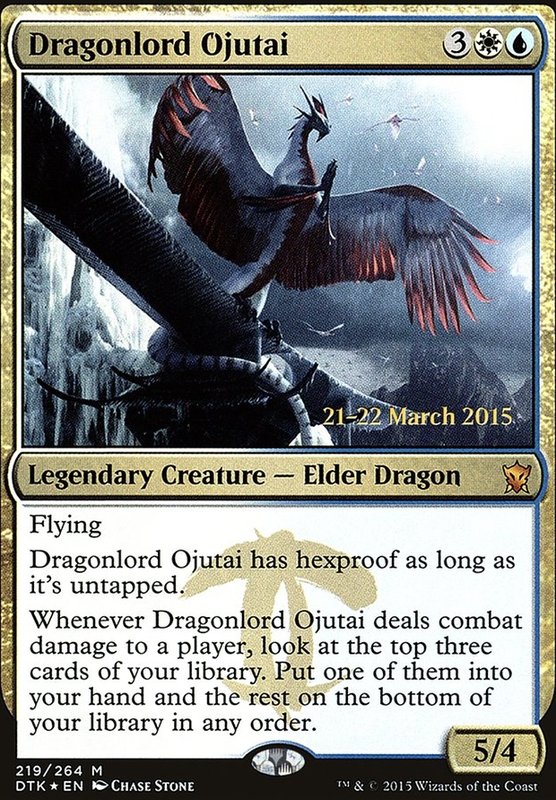 Dragonlord Ojutai 3
21–22 March 2015
Legendary Creature — Elder Dragon
Flying
Dragonlord Ojutai has hexproof as long as
it's untapped.
Whenever Dragonlord Ojutai deals combat
damage to a player, look at the top three
cards of your library. Put one of them into
your hand and the rest on the bottom of
your library in any order.
5/4
219/264 M
DTK ★ EN Chase Stone
™ & © 2015 Wizards of the Coast